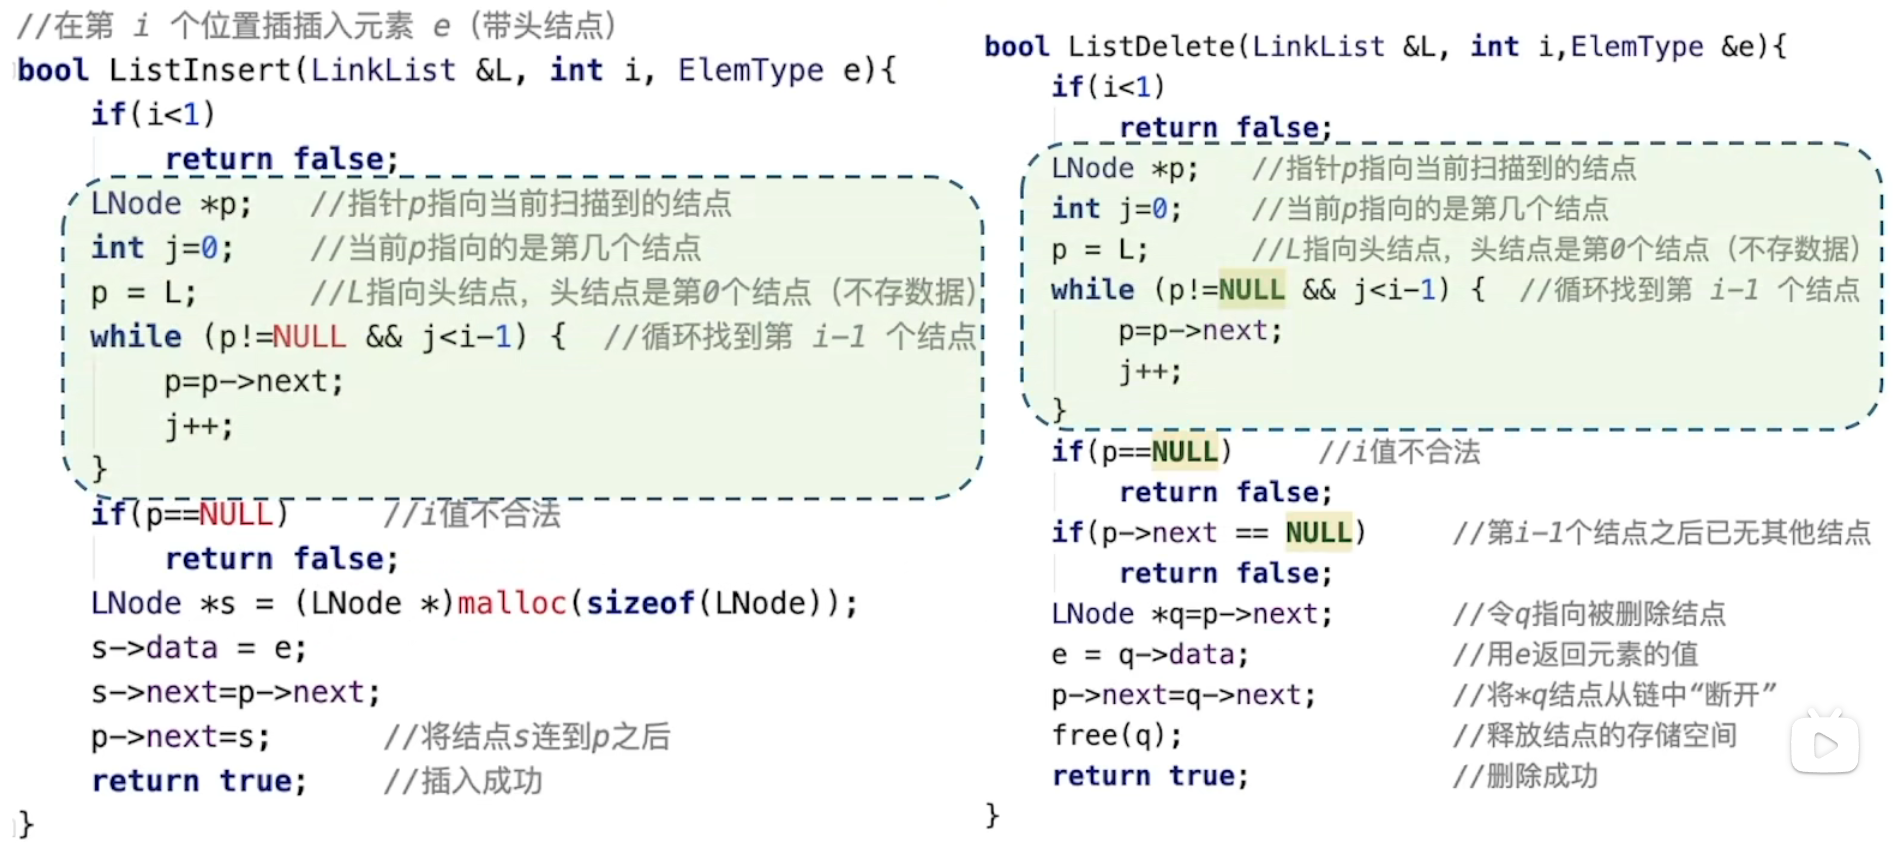 //在第 i 个位置插插入元素 e（带头结点）
bool ListInsert(LinkList &L, int i, ElemType e){
if(i<1)
return false;
LNode *p; //指针p指向当前扫描到的结点
int j=0; //当前p指向的是第几个结点
p = L; //L指向头结点，头结点是第0个结点（不存数据）
while (p!=NULL && j<i-1) { //循环找到第 i-1 个结点
p=p->next;
j++;
}
if(p==NULL) //i值不合法
return false;
LNode *s = (LNode *)malloc(sizeof(LNode));
s->data = e;
s->next=p->next;
p->next=s; //将结点s连到p之后
return true; //插入成功
}
bool ListDelete(LinkList &L, int i,ElemType &e){
if(i<1)
return false;
LNode *p; //指针p指向当前扫描到的结点
int j=0; //当前p指向的是第几个结点
p = L; //L指向头结点，头结点是第0个结点（不存数据）
while (p!=NULL && j<i-1) { //循环找到第 i-1 个结点
p=p->next;
j++;
}
if(p==NULL) //i值不合法
return false;
if(p->next == NULL) //第i-1个结点之后已无其他结点
return false;
LNode *q=p->next; //令q指向被删除结点
e = q->data; //用e返回元素的值
p->next=q->next; //将*q结点从链中“断开”
free(q); //释放结点的存储空间
return true; //删除成功
}